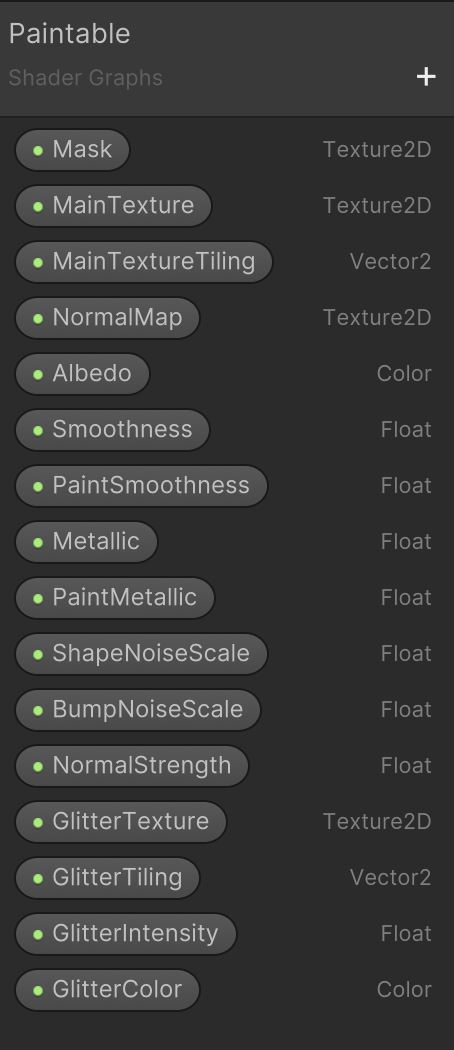 Paintable
Shader Graphs +
Mask Texture2D
MainTexture Texture2D
MainTextureTiling Vector2
NormalMap Texture2D
Albedo Color
Smoothness Float
PaintSmoothness Float
Metallic Float
PaintMetallic Float
ShapeNoiseScale Float
BumpNoiseScale Float
NormalStrength Float
GlitterTexture Texture2D
GlitterTiling Vector2
GlitterIntensity Float
GlitterColor Color